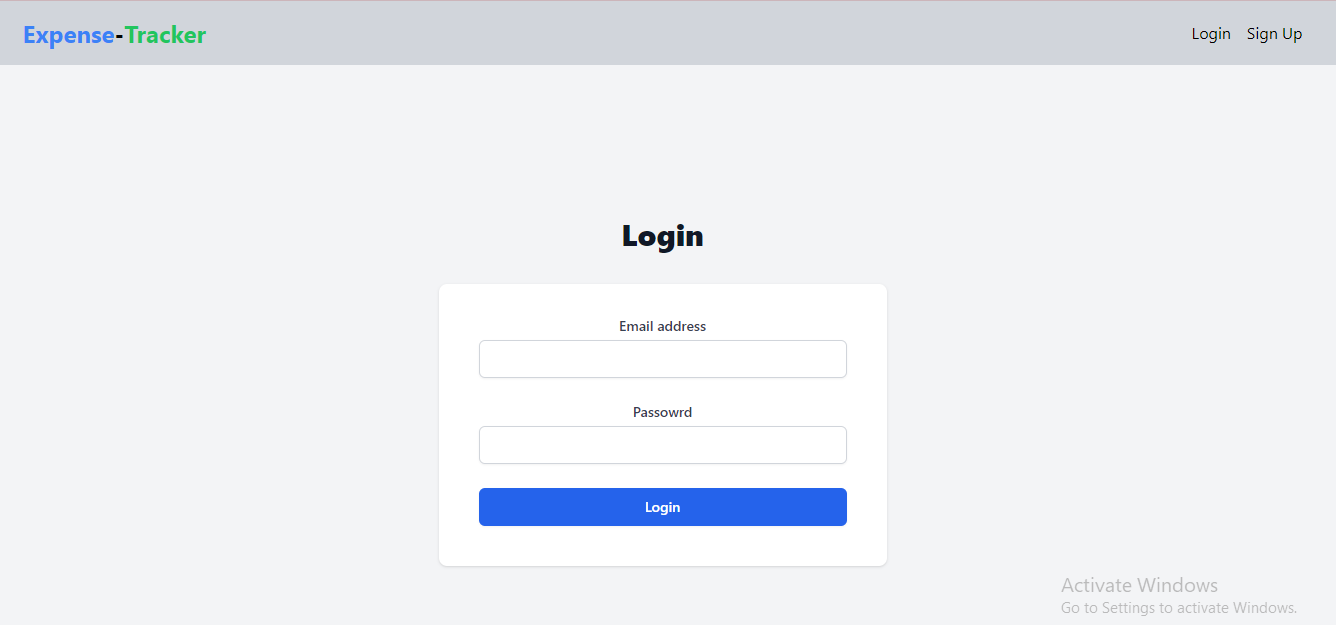 Expense-Tracker
Login Sign Up
Login
Email address
Passowrd
Login
Activate Windows
Go to Settings to activate Windows.